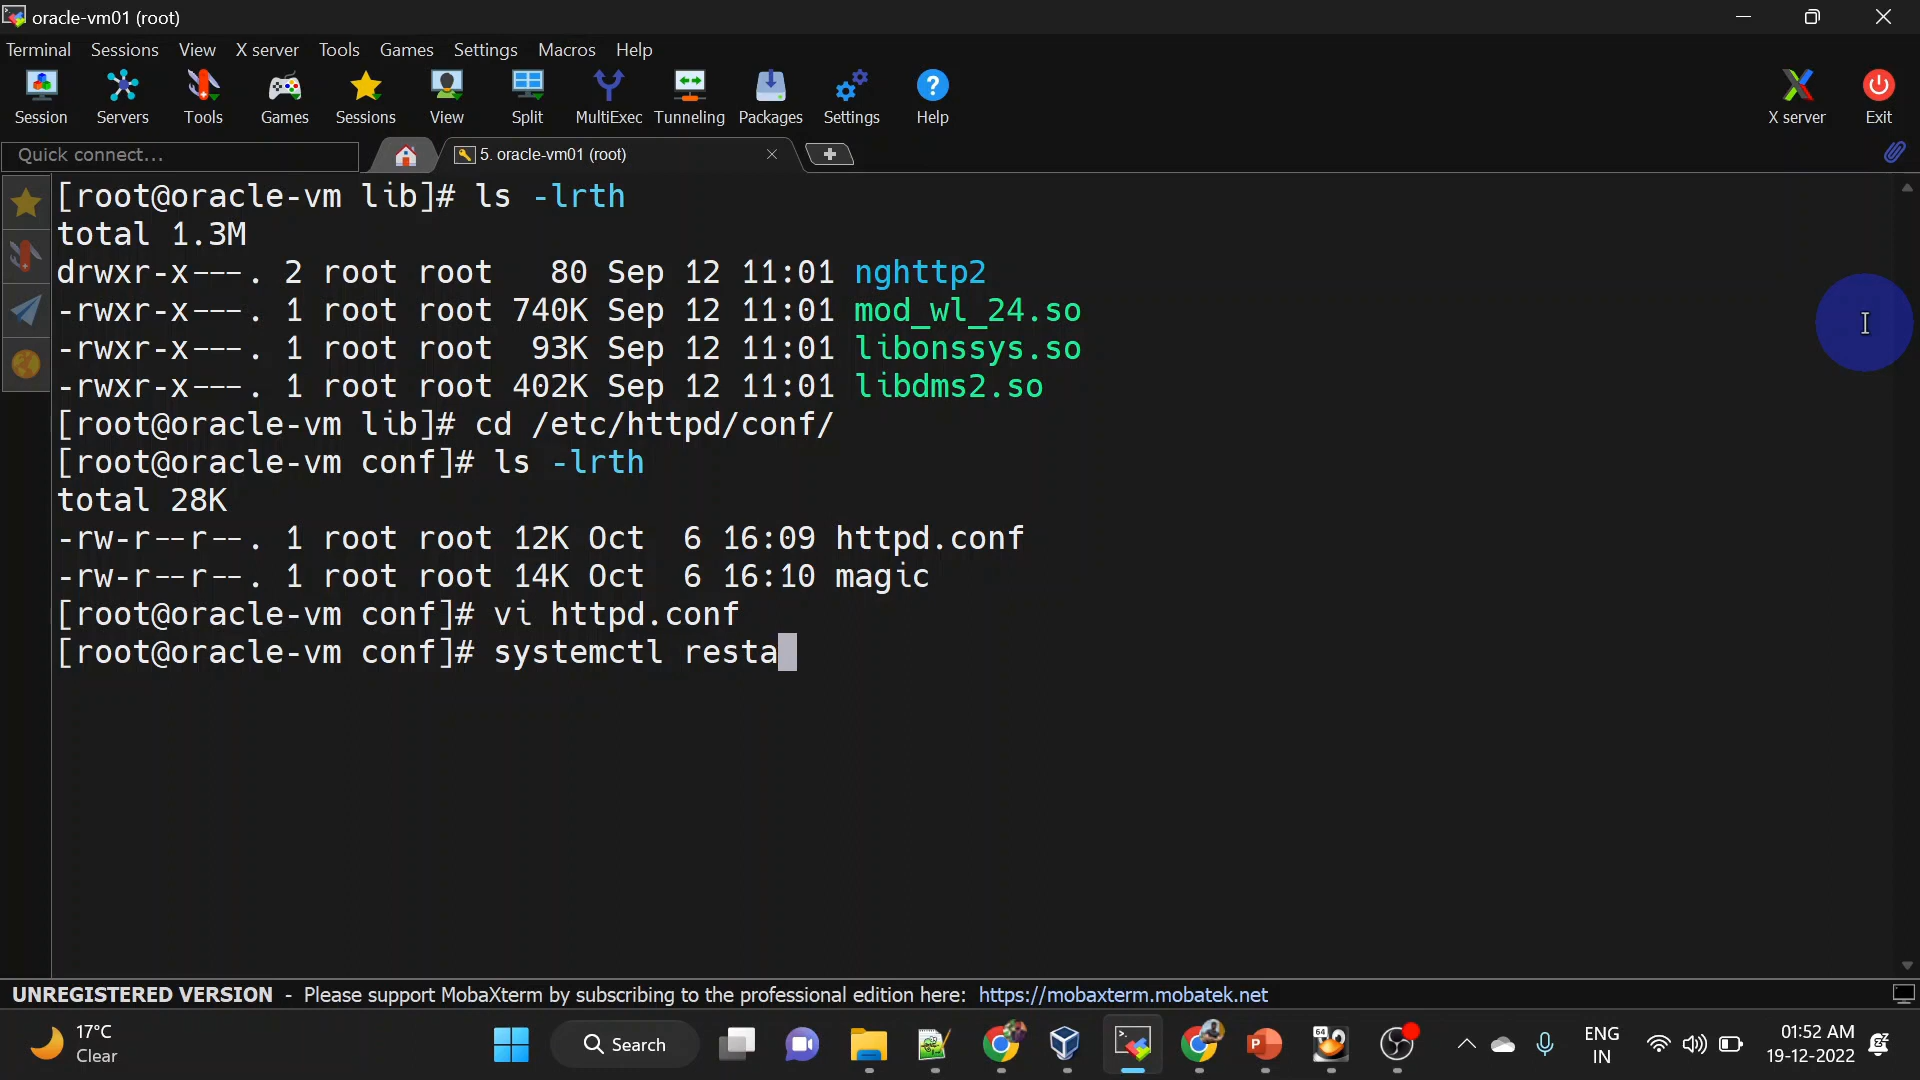 oracle-vm01 (root)
Terminal Sessions View X server Tools Games Settings Macros Help
Session Servers Tools Games Sessions View Split MultiExec Tunneling Packages Settings Help X server Exit
Quick connect...
5. oracle-vm01 (root)
[root@oracle-vm lib]# ls -lrth
total 1.3M
drwxr-x---. 2 root root   80 Sep 12 11:01 nghttp2
-rwxr-x---. 1 root root 740K Sep 12 11:01 mod_wl_24.so
-rwxr-x---. 1 root root  93K Sep 12 11:01 libonssys.so
-rwxr-x---. 1 root root 402K Sep 12 11:01 libdms2.so
[root@oracle-vm lib]# cd /etc/httpd/conf/
[root@oracle-vm conf]# ls -lrth
total 28K
-rw-r--r--. 1 root root 12K Oct  6 16:09 httpd.conf
-rw-r--r--. 1 root root 14K Oct  6 16:10 magic
[root@oracle-vm conf]# vi httpd.conf
[root@oracle-vm conf]# systemctl resta
UNREGISTERED VERSION - Please support MobaXterm by subscribing to the professional edition here: https://mobaxterm.mobatek.net
17°C
Clear
Search
64
ENG
IN
01:52 AM
19-12-2022